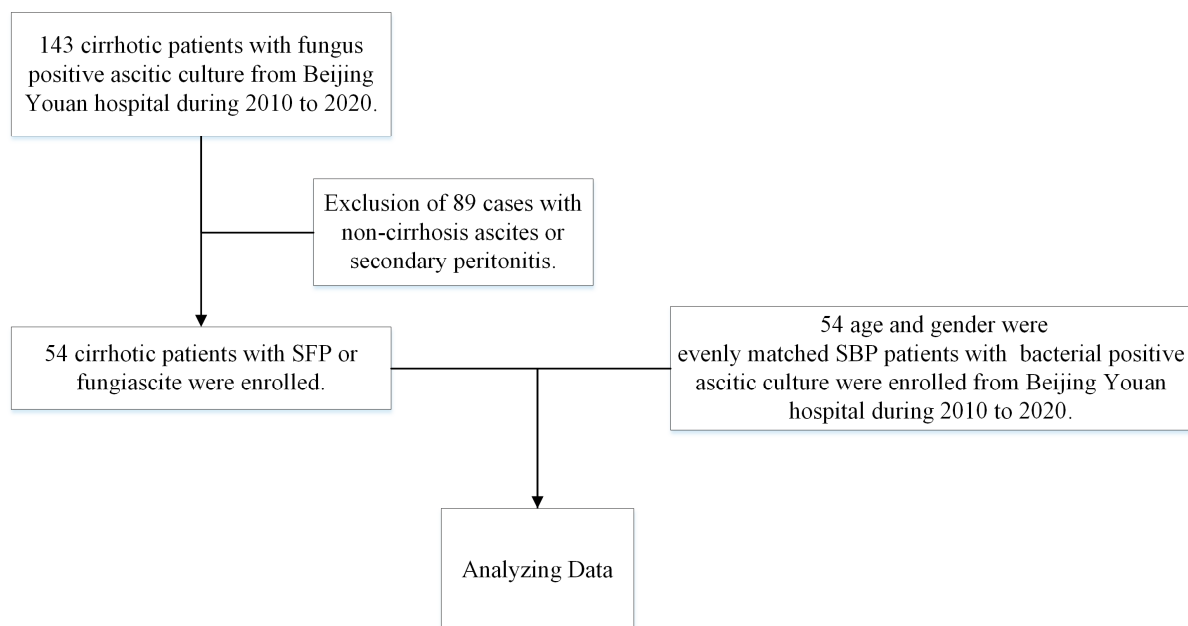 143 cirrhotic patients with fungus
positive ascitic culture from Beijing
Youan hospital during 2010 to 2020.
Exclusion of 89 cases with
non-cirrhosis ascites or
secondary peritonitis.
54 cirrhotic patients with SFP or
fungiascite were enrolled.
54 age and gender were
evenly matched SBP patients with bacterial positive
ascitic culture were enrolled from Beijing Youan
hospital during 2010 to 2020.
Analyzing Data